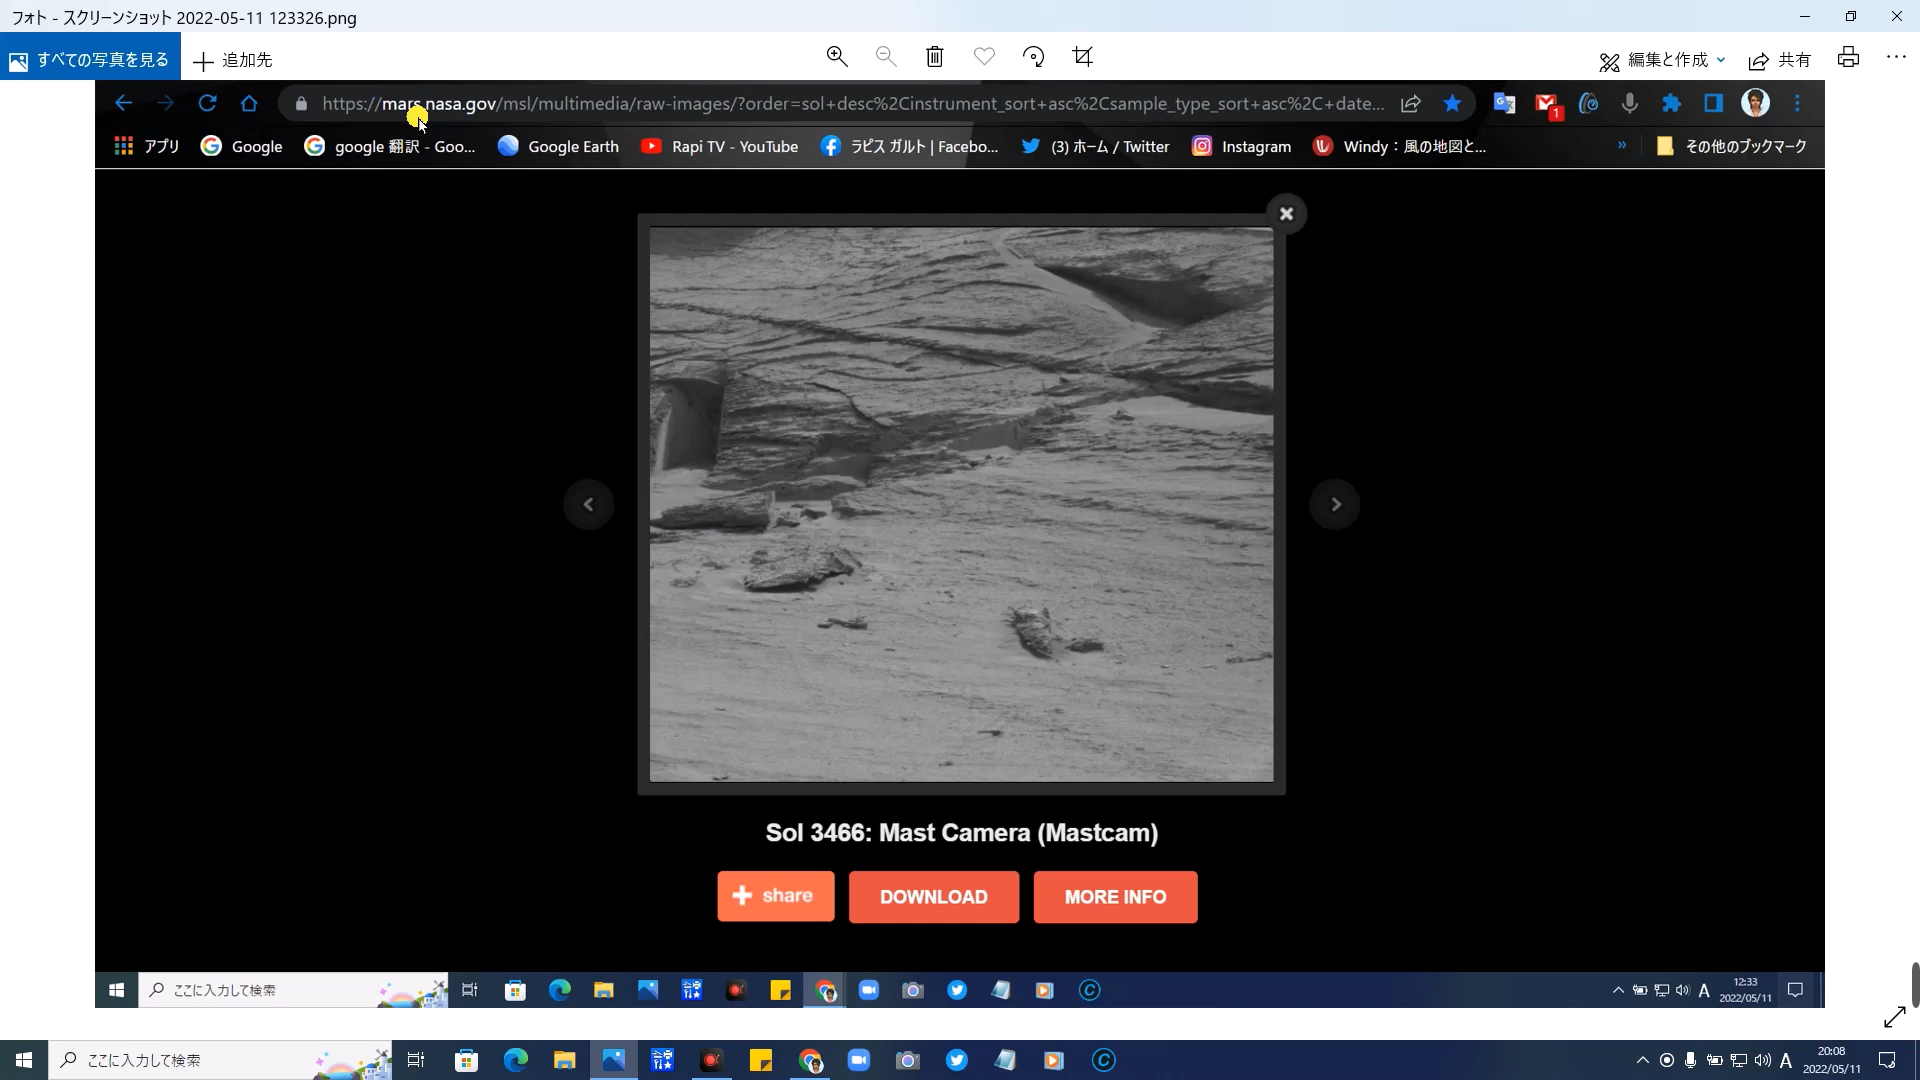 フォト - スクリーンショット 2022-05-11 123326.png
すべての写真を見る
追加先
編集と作成
共有
https://mars.nasa.gov/msl/multimedia/raw-images/?order=sol+desc%2Cinstrument_sort+asc%2Csample_type_sort+asc%2C+date...
1
アプリ
Google
google 翻訳 - Goo...
Google Earth
Rapi TV - YouTube
ラピス ガルト | Facebo...
(3) ホーム / Twitter
Instagram
Windy：風の地図と...
»
その他のブックマーク
Sol 3466: Mast Camera (Mastcam)
+ share
DOWNLOAD
MORE INFO
ここに入力して検索
A
12:33
2022/05/11
ここに入力して検索
A
20:08
2022/05/11